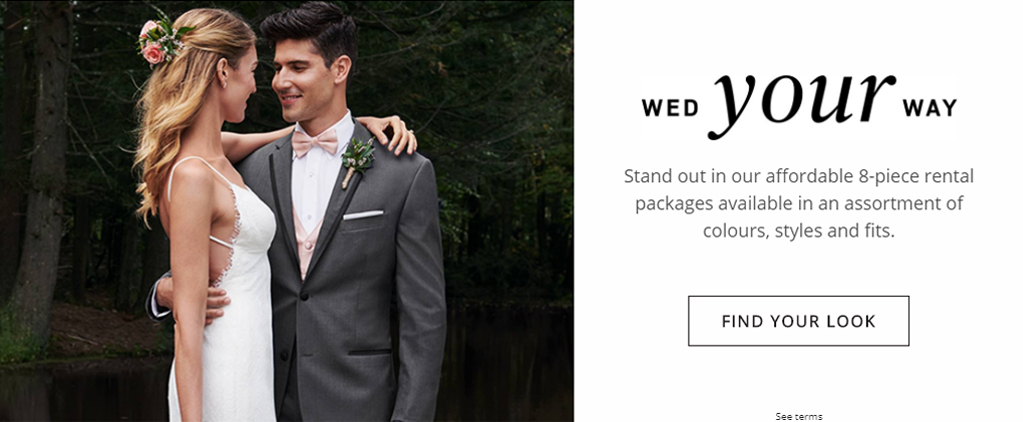 WED your WAY
Stand out in our affordable 8-piece rental
packages available in an assortment of
colours, styles and fits.
FIND YOUR LOOK
See terms